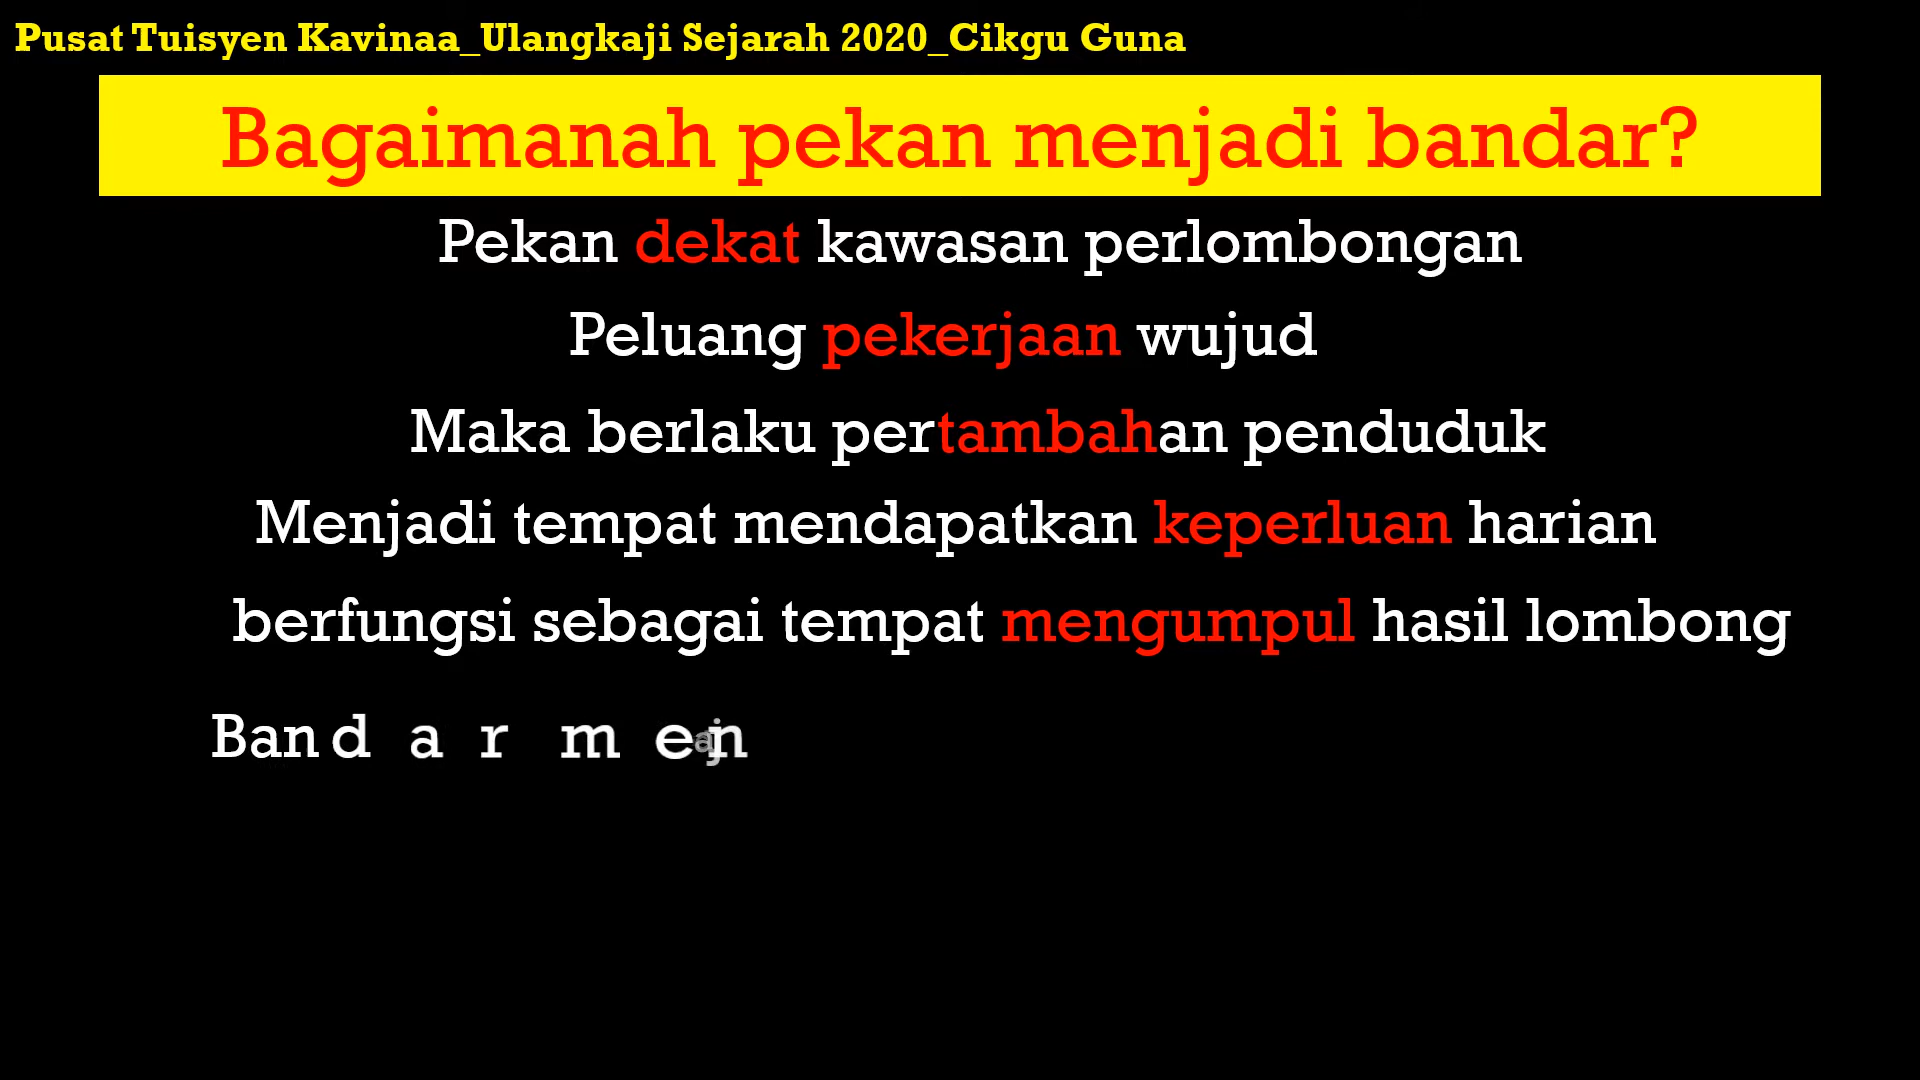 Pusat Tuisyen Kavinaa_Ulangkaji Sejarah 2020_Cikgu Guna
Bagaimanah pekan menjadi bandar?
Pekan dekat kawasan perlombongan
Peluang pekerjaan wujud
Maka berlaku pertambahan penduduk
Menjadi tempat mendapatkan keperluan harian
berfungsi sebagai tempat mengumpul hasil lombong
Bandar